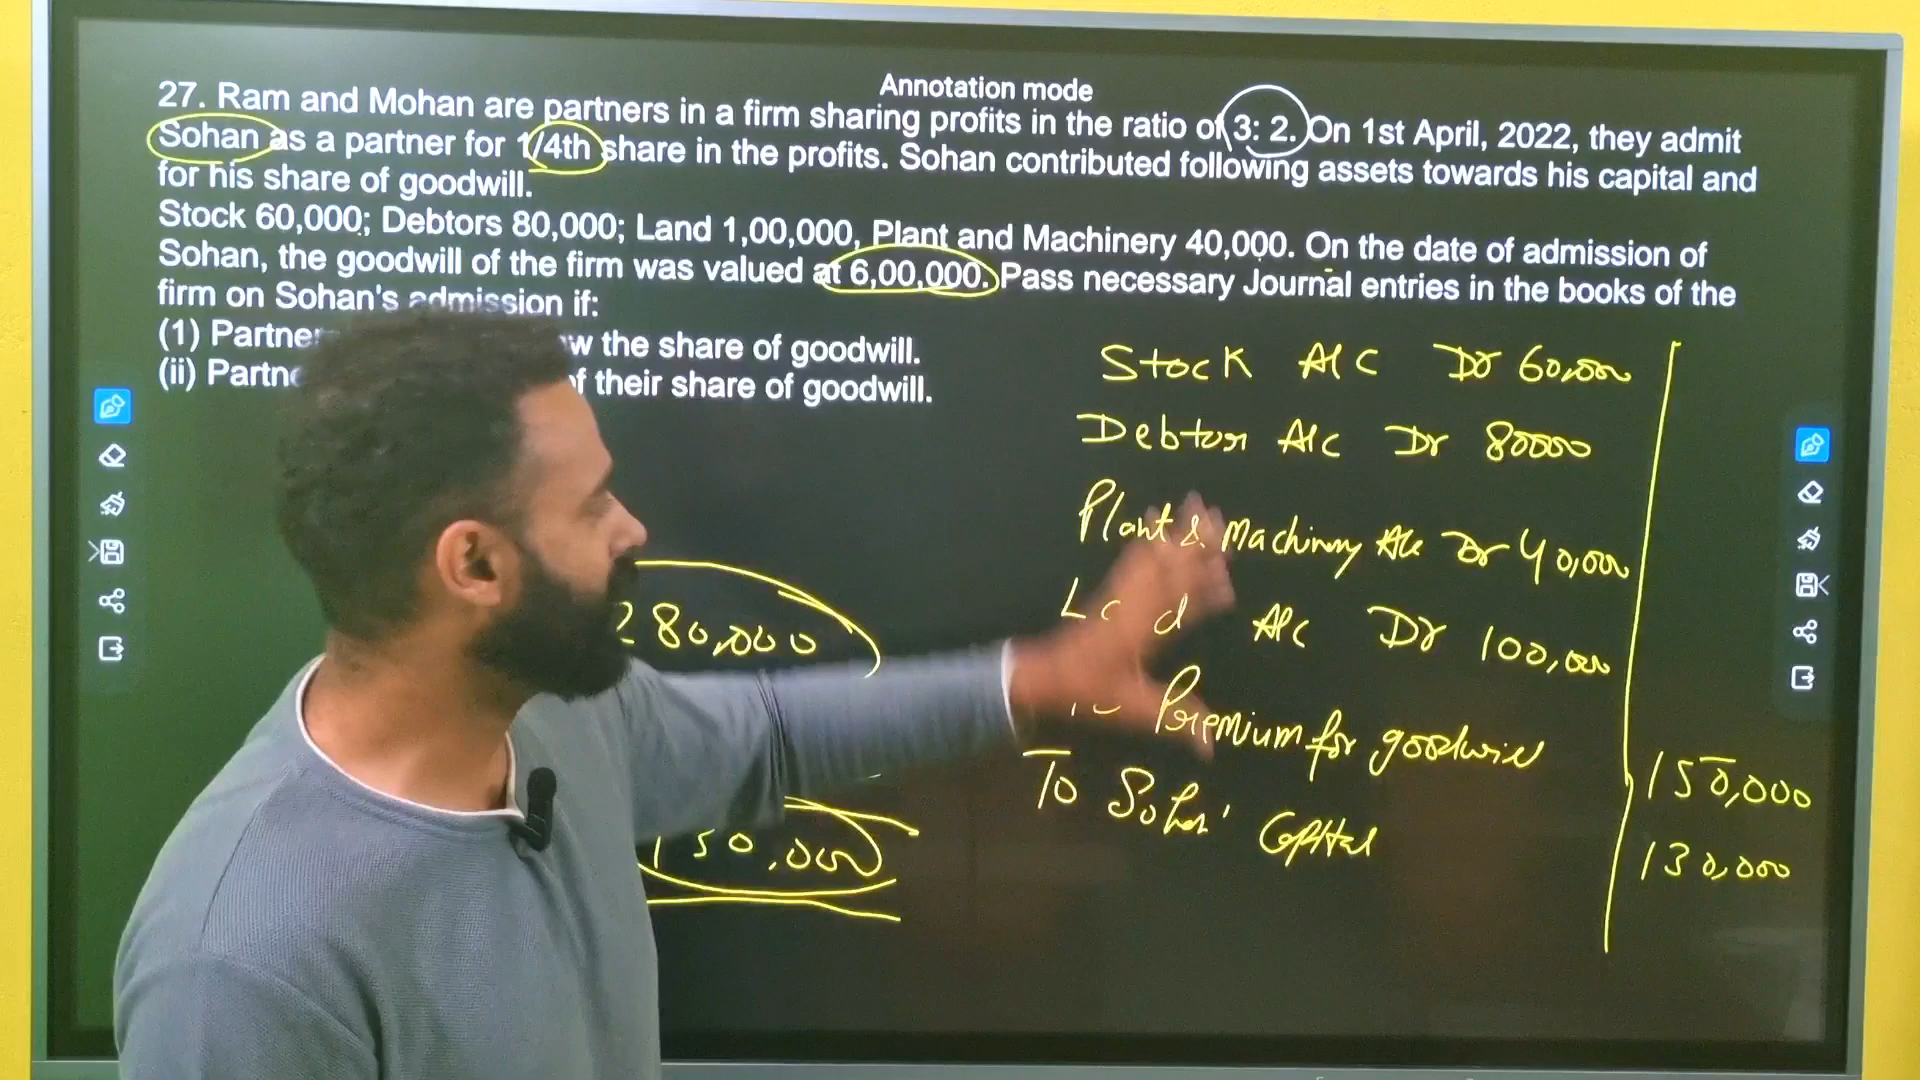 Annotation mode
27. Ram and Mohan are partners in a firm sharing profits in the ratio of 3: 2. On 1st April, 2022, they admit
Sohan as a partner for 1/4th share in the profits. Sohan contributed following assets towards his capital and
for his share of goodwill.
Stock 60,000; Debtors 80,000; Land 1,00,000, Plant and Machinery 40,000. On the date of admission of
Sohan, the goodwill of the firm was valued at 6,00,000. Pass necessary Journal entries in the books of the
firm on Sohan's admission if:
(1) the share of goodwill.
(ii) their share of goodwill.
Stock A/C Dr 60,000
Debtors A/C Dr 80000
Plant & Machinery A/c Dr 40,000
A/C Dr 100,000
Premium for goodwill 150,000
To Sohan' Capital 130,000
280,000
150,000